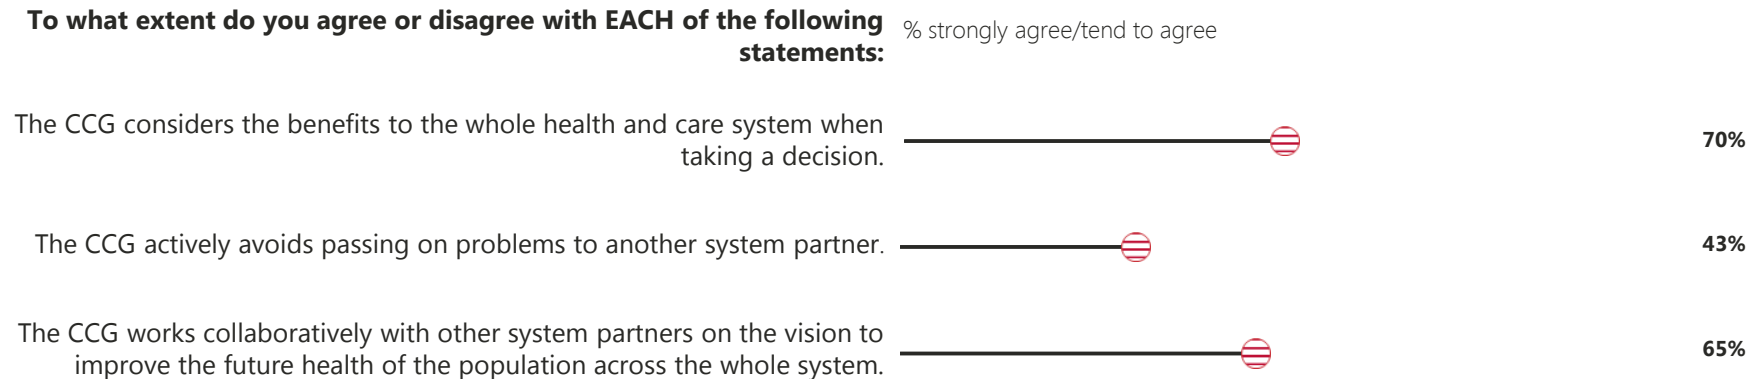 To what extent do you agree or disagree with EACH of the following
statements:
% strongly agree/tend to agree
The CCG considers the benefits to the whole health and care system when
taking a decision.
70%
The CCG actively avoids passing on problems to another system partner.
43%
The CCG works collaboratively with other system partners on the vision to
improve the future health of the population across the whole system.
65%